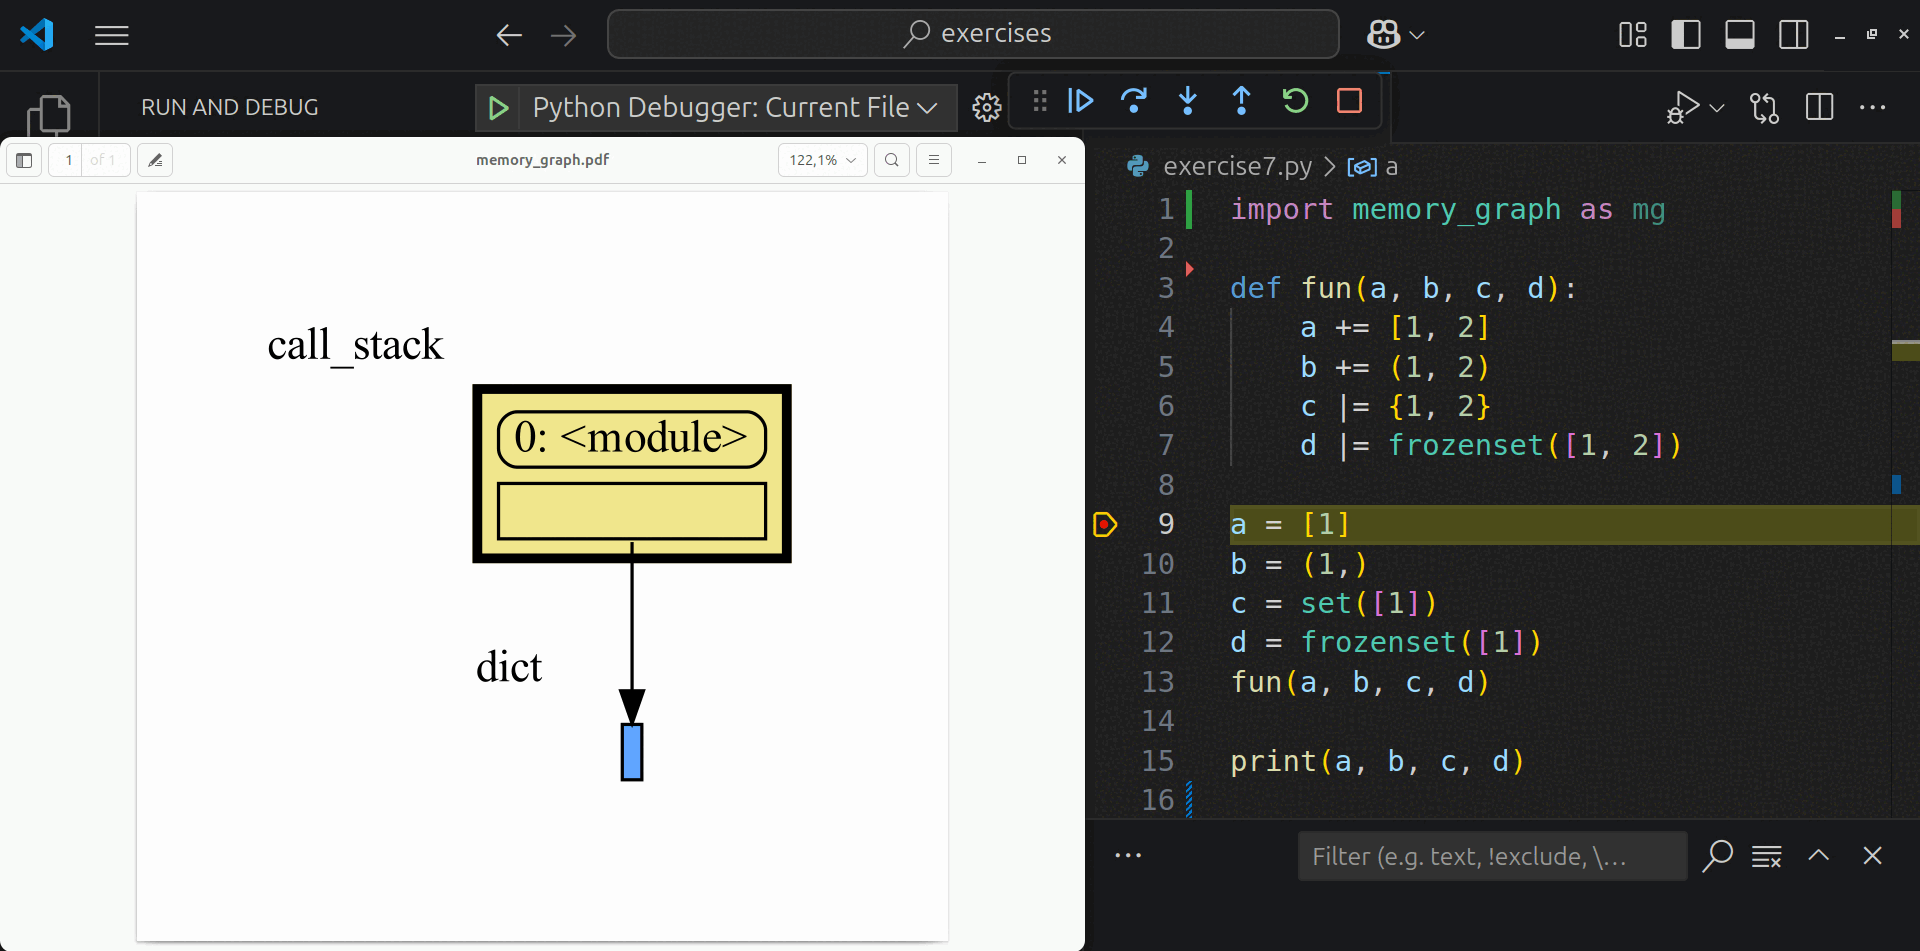 exercises
RUN AND DEBUG
Python Debugger: Current File
1 of 1
memory_graph.pdf
122,1%
call_stack
0: <module>
dict
exercise7.py > a
1 import memory_graph as mg
2
3 def fun(a, b, c, d):
4     a += [1, 2]
5     b += (1, 2)
6     c |= {1, 2}
7     d |= frozenset([1, 2])
8
9 a = [1]
10 b = (1,)
11 c = set([1])
12 d = frozenset([1])
13 fun(a, b, c, d)
14
15 print(a, b, c, d)
16
Filter (e.g. text, !exclude, \...